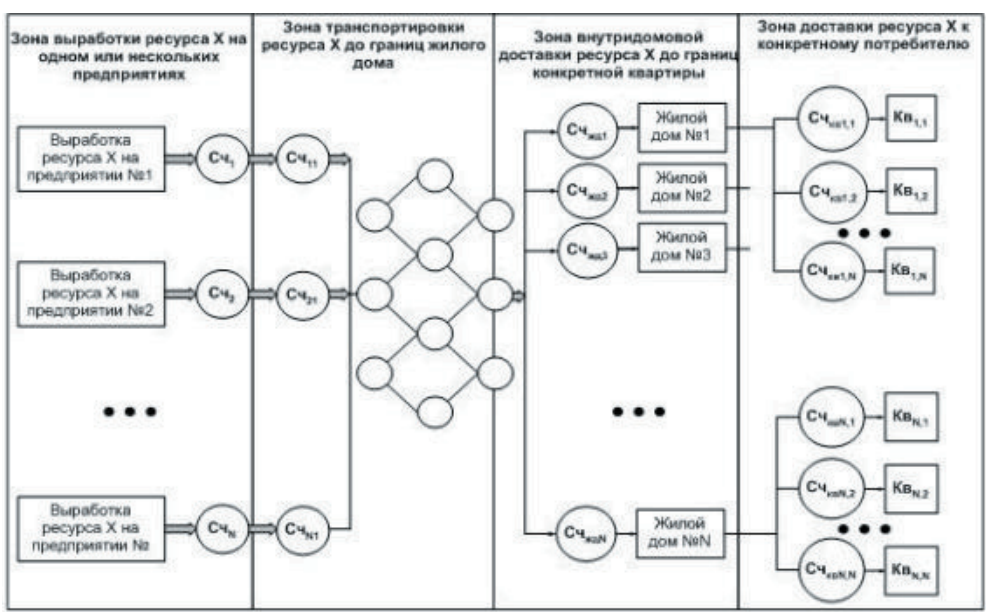 Зона выработки ресурса X на
одном или нескольких
предприятиях
Зона транспортировки
ресурса X до границ жилого
дома
Зона внутридомовой
доставки ресурса X до границ
конкретной квартиры
Зона доставки ресурса X к
конкретному потребителю
Выработка
ресурса X на
предприятии №1
Сч1
Сч11
Счжд1
Жилой
дом №1
Счкв1,1
Кв1,1
Счжд2
Жилой
дом №2
Счкв1,2
Кв1,2
Счжд3
Жилой
дом №3
Счкв1,N
Кв1,N
Выработка
ресурса X на
предприятии №2
Сч2
Сч21
СчквN,1
КвN,1
СчквN,2
КвN,2
Выработка
ресурса X на
предприятии №
СчN
СчN1
СчждN
Жилой
дом №N
СчквN,N
КвN,N